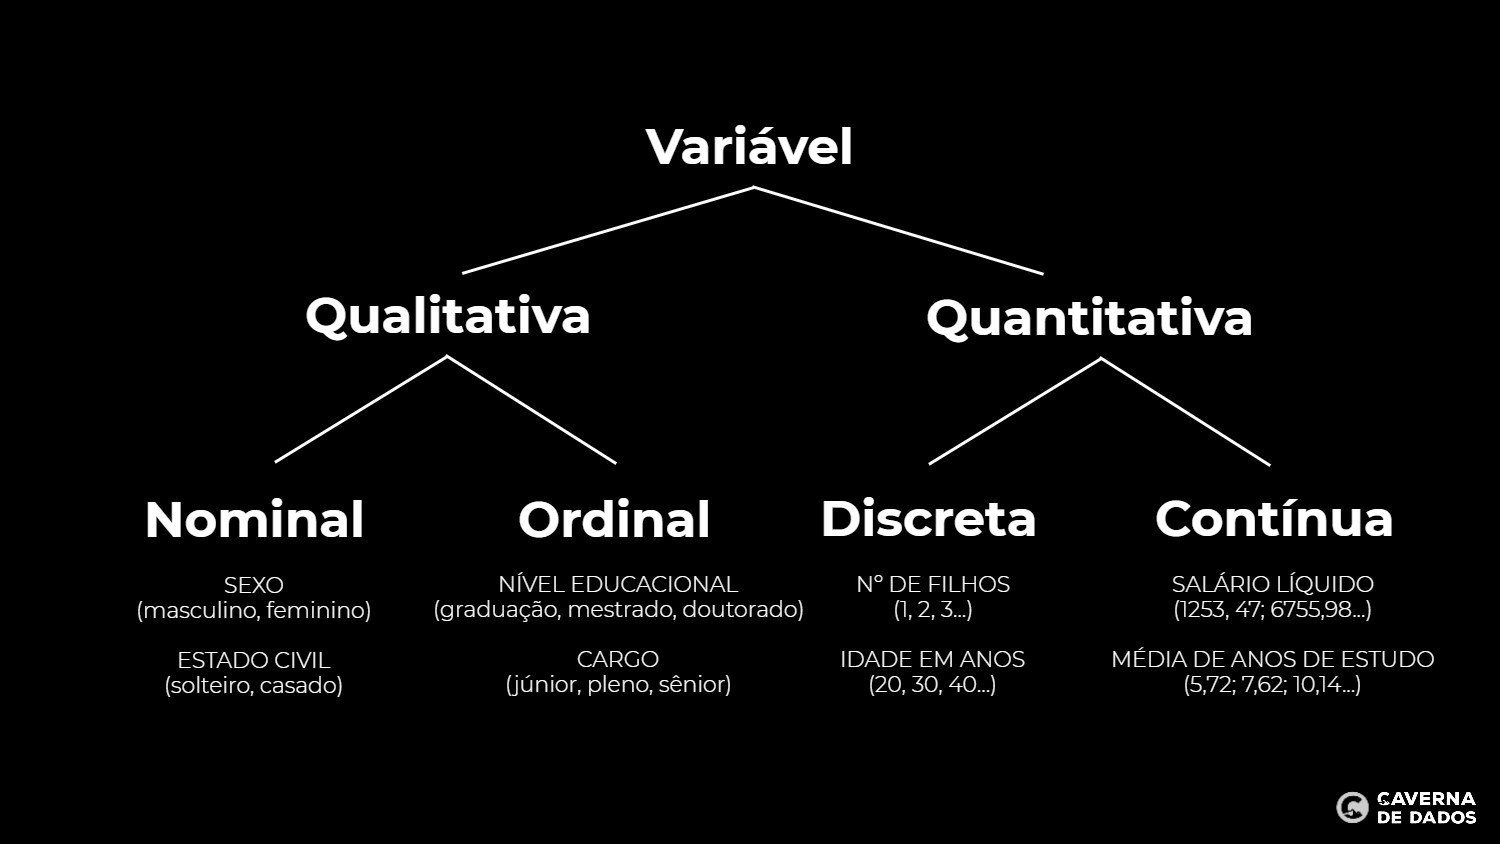 Variável
Qualitativa
Quantitativa
Nominal
SEXO
(masculino, feminino)
ESTADO CIVIL
(solteiro, casado)
Ordinal
NÍVEL EDUCACIONAL
(graduação, mestrado, doutorado)
CARGO
(júnior, pleno, sênior)
Discreta
Nº DE FILHOS
(1, 2, 3...)
IDADE EM ANOS
(20, 30, 40...)
Contínua
SALÁRIO LÍQUIDO
(1253, 47; 6755,98...)
MÉDIA DE ANOS DE ESTUDO
(5,72; 7,62; 10,14...)
CAVERNA
DE DADOS